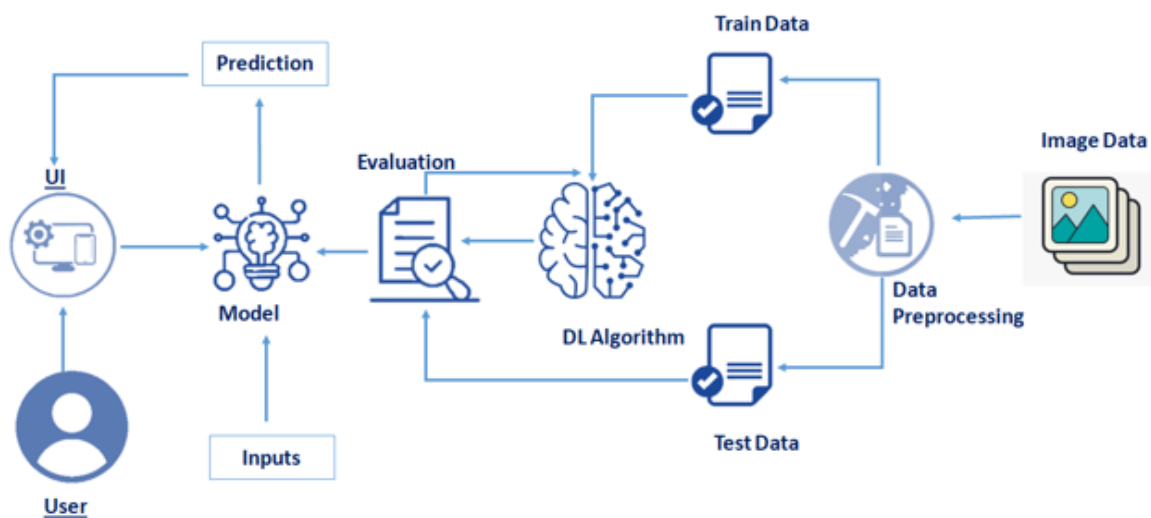 Train Data
Prediction
Image Data
Evaluation
UI
Model
Data
Preprocessing
DL Algorithm
Inputs
Test Data
User